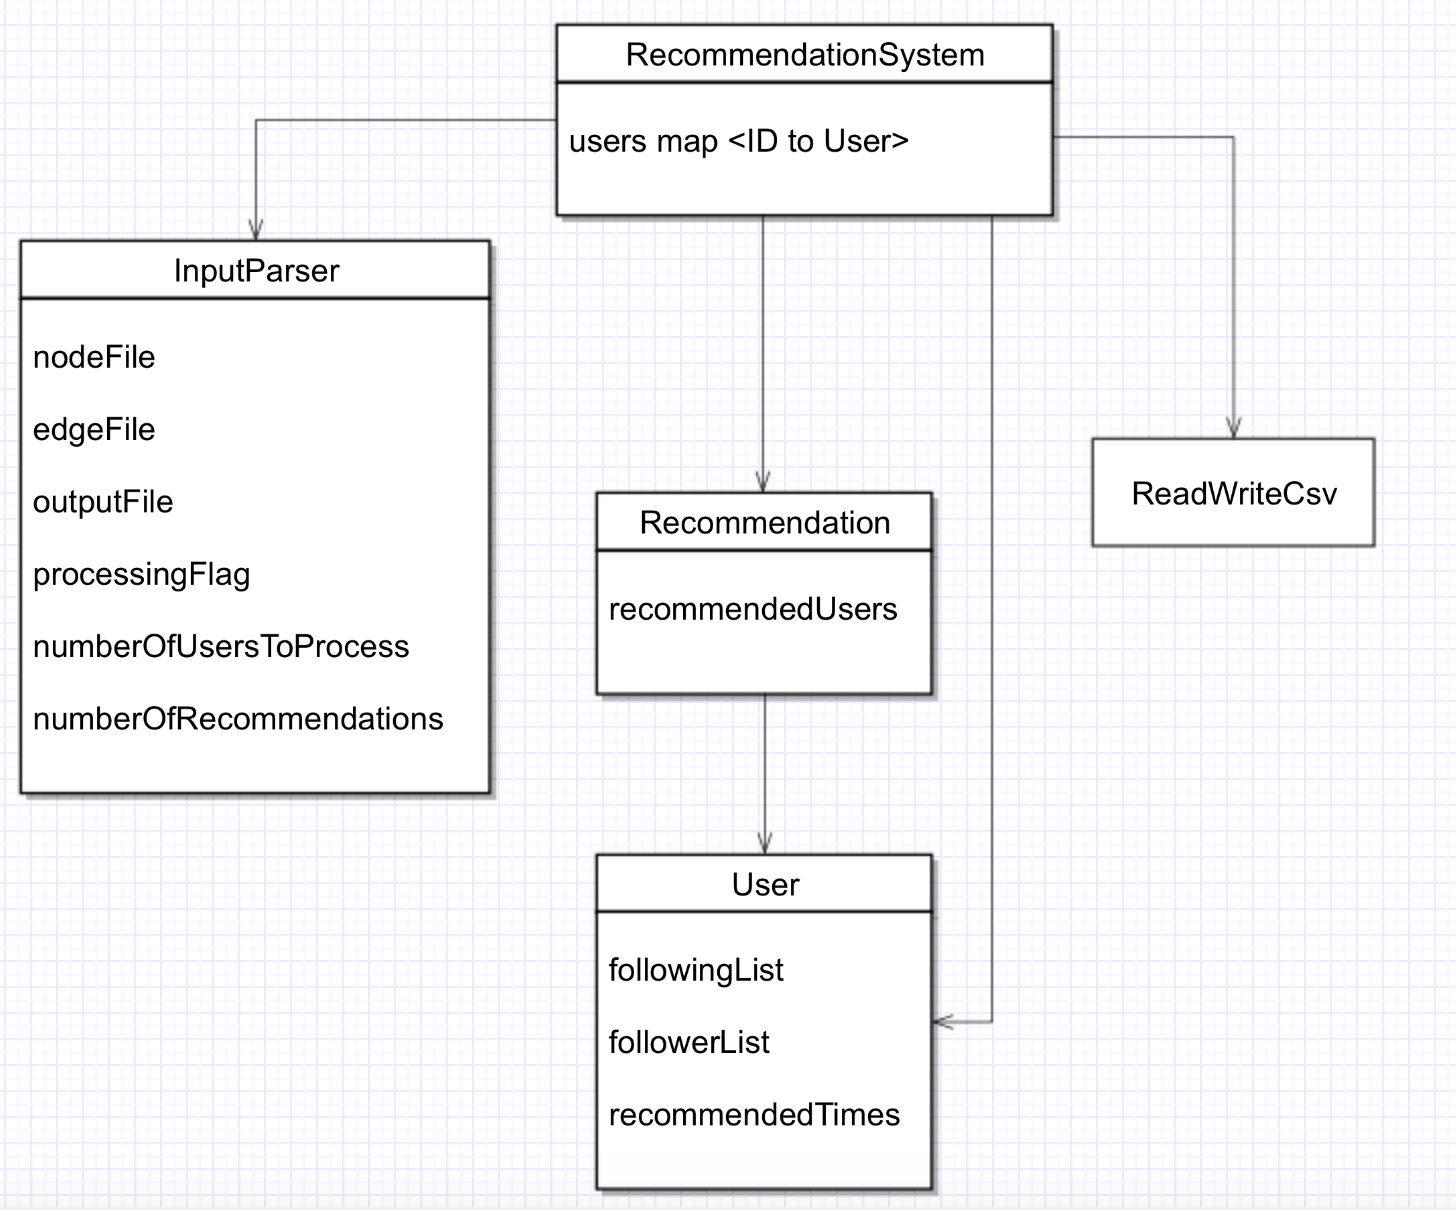 RecommendationSystem
users map <ID to User>
InputParser
nodeFile
edgeFile
outputFile
processingFlag
numberOfUsersToProcess
numberOfRecommendations
Recommendation
recommendedUsers
ReadWriteCsv
User
followingList
followerList
recommendedTimes